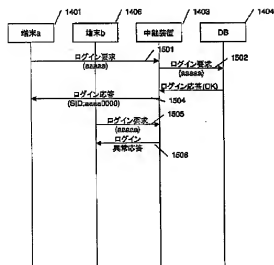 1401
1406
1403
1404
端末a
端末b
中継装置
DB
1501
ログイン要求
(aaaaa)
1502
ログイン要求
(aaaaa)
ログイン応答(OK)
ログイン応答
(SID:aaaa0000)
1504
1505
ログイン要求
(aaaaa)
ログイン
異常応答
1506